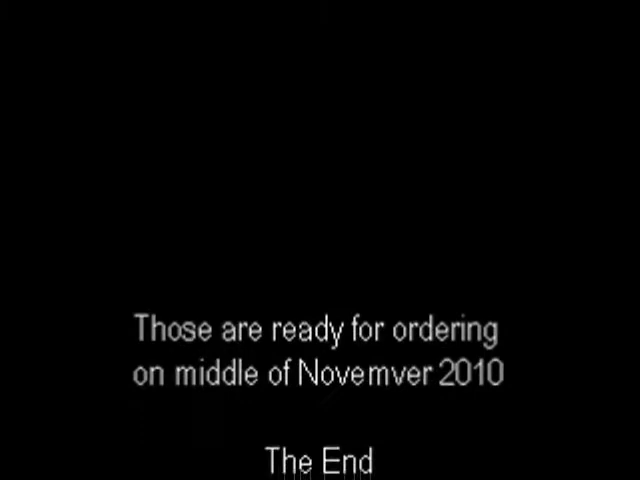 Those are ready for ordering
on middle of Novemver 2010
The End